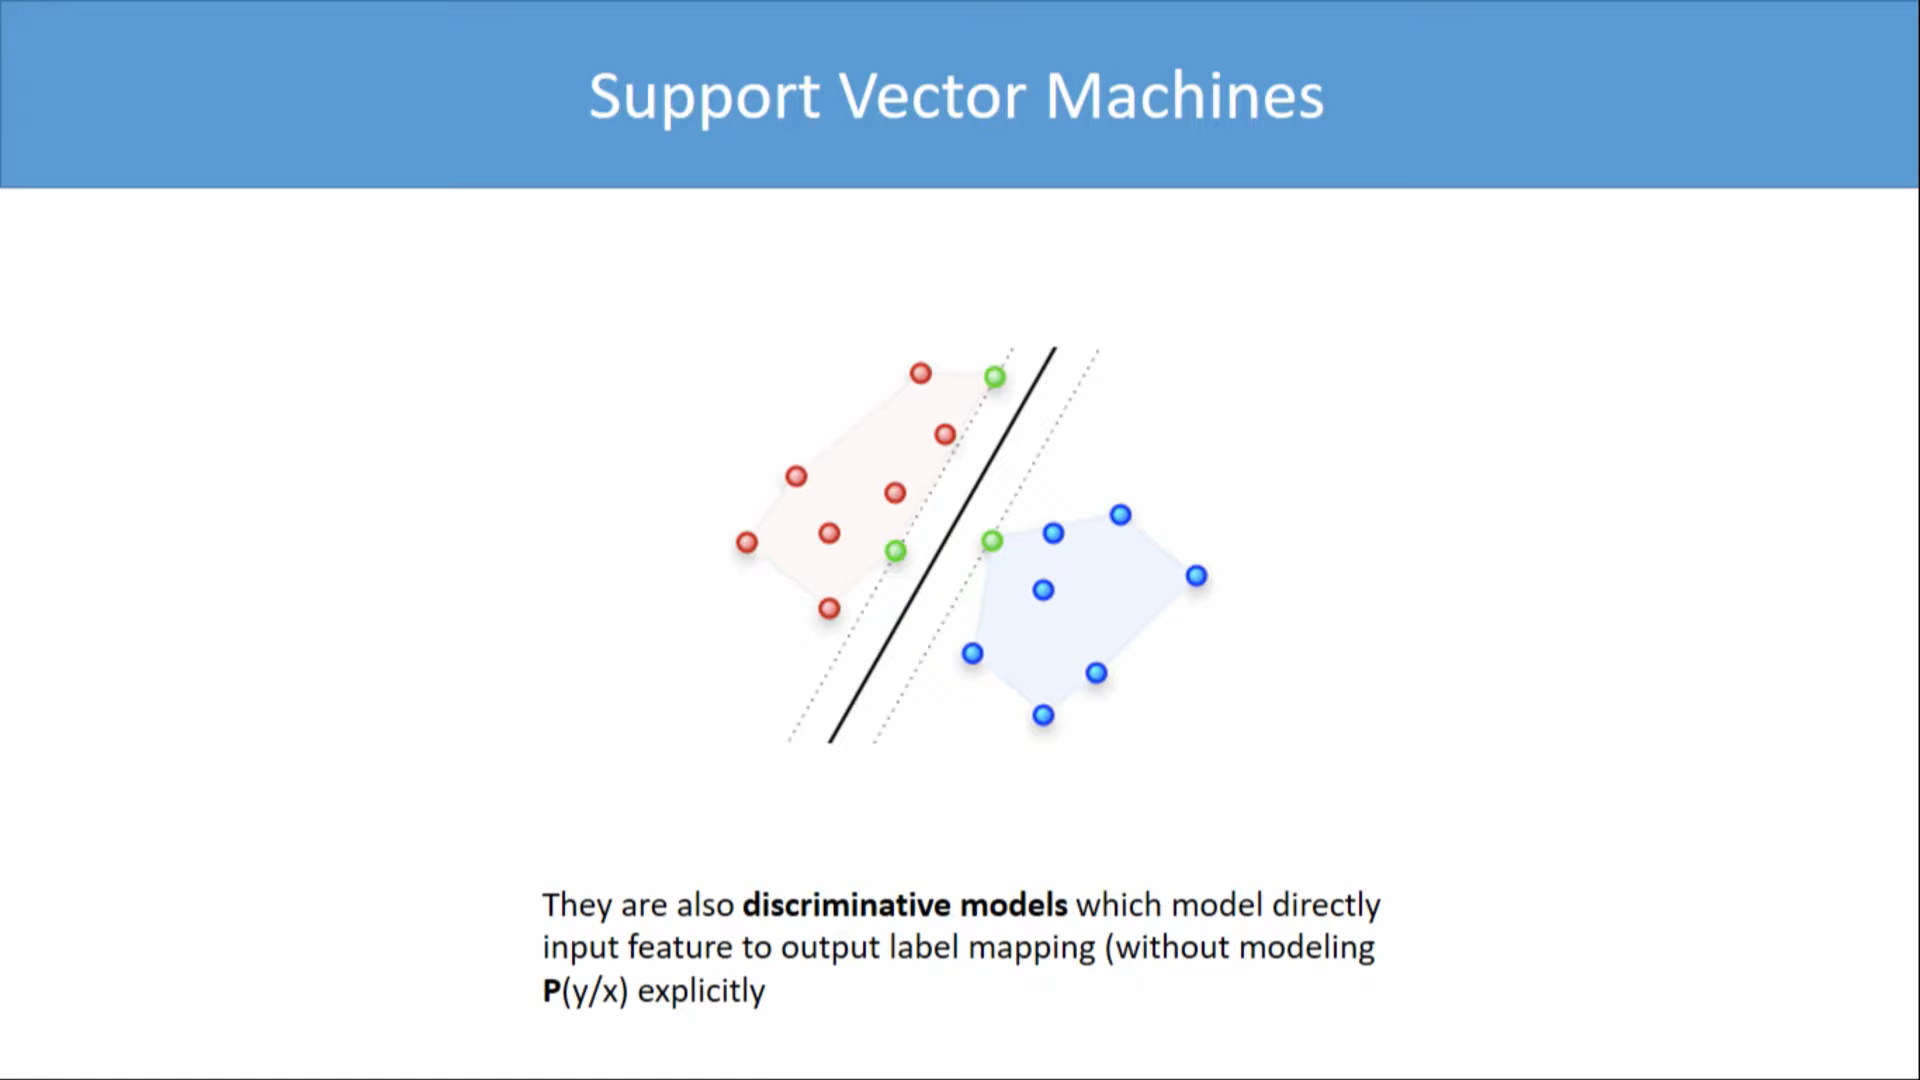 Support Vector Machines
They are also discriminative models which model directly
input feature to output label mapping (without modeling
P(y/x) explicitly